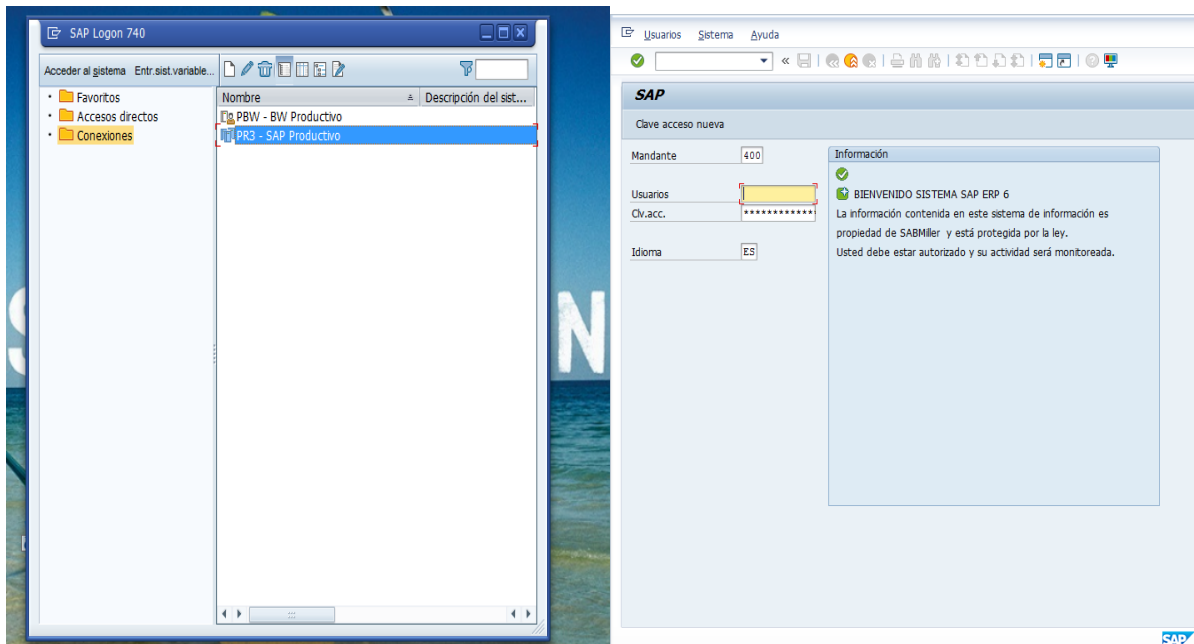 SAP Logon 740
Acceder al sistema Entr.sist.variable...
Favoritos
Accesos directos
Conexiones
Nombre Descripción del sist...
PBW - BW Productivo
PR3 - SAP Productivo
N
Usuarios Sistema Ayuda
SAP
Clave acceso nueva
Mandante 400
Usuarios
Clv.acc. ************
Idioma ES
Información
BIENVENIDO SISTEMA SAP ERP 6
La información contenida en este sistema de información es
propiedad de SABMiller y está protegida por la ley.
Usted debe estar autorizado y su actividad será monitoreada.
SAP